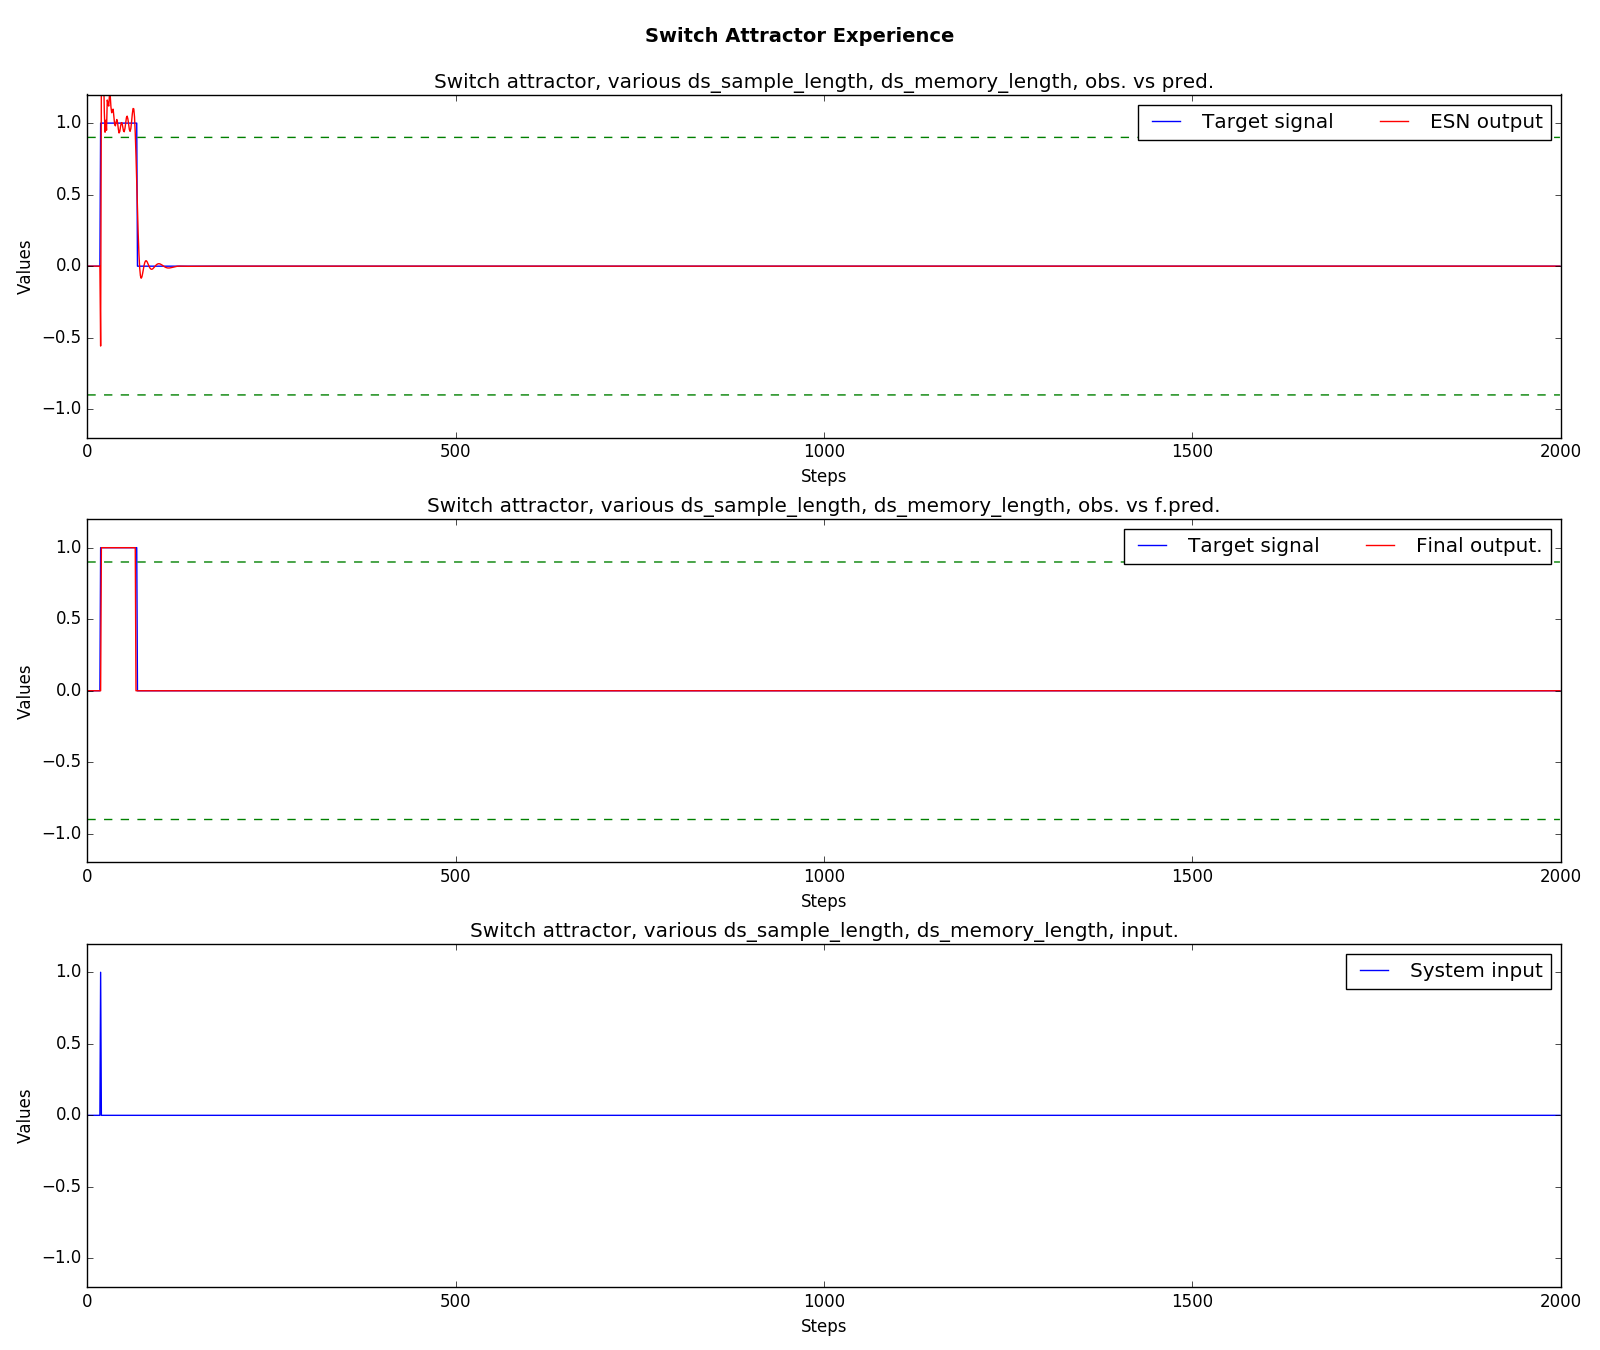 Switch Attractor Experience
Switch attractor, various ds_sample_length, ds_memory_length, obs. vs pred.
Target signal ESN output
1.0
0.5
0.0
−0.5
−1.0
Values
0 500 1000 1500 2000
Steps
Switch attractor, various ds_sample_length, ds_memory_length, obs. vs f.pred.
Target signal Final output.
1.0
0.5
0.0
−0.5
−1.0
Values
0 500 1000 1500 2000
Steps
Switch attractor, various ds_sample_length, ds_memory_length, input.
System input
1.0
0.5
0.0
−0.5
−1.0
Values
0 500 1000 1500 2000
Steps